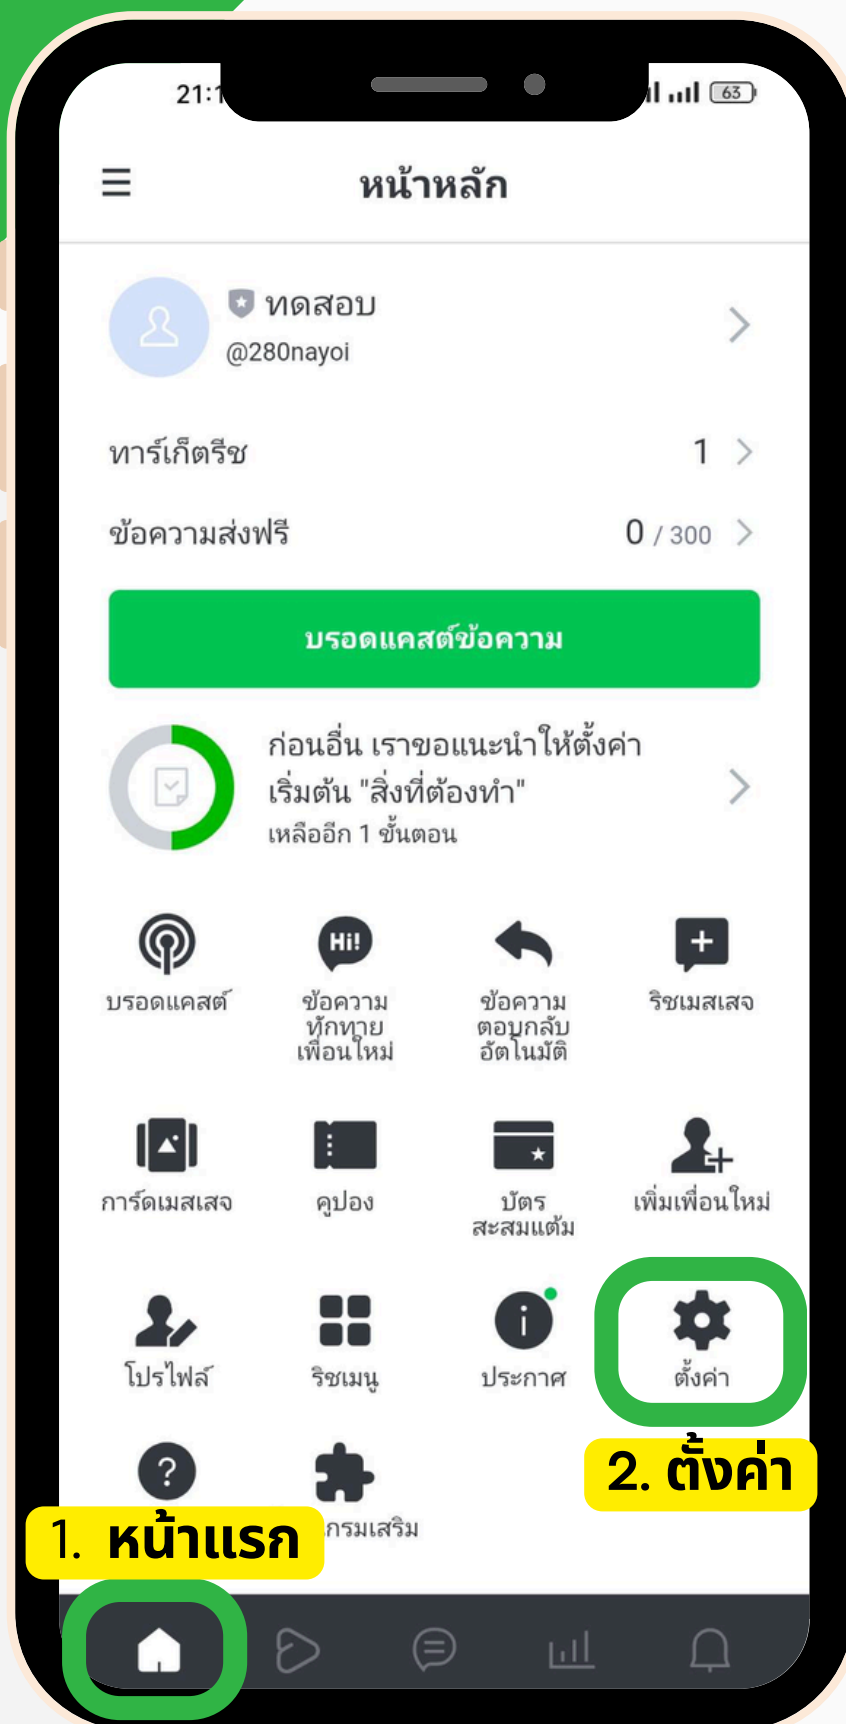 21:1
63
หน้าหลัก
ทดสอบ
@280nayoi
ทาร์เก็ตรีช 1
ข้อความส่งฟรี 0 / 300
บรอดแคสต์ข้อความ
ก่อนอื่น เราขอแนะนำให้ตั้งค่า
เริ่มต้น "สิ่งที่ต้องทำ"
เหลืออีก 1 ขั้นตอน
Hi!
บรอดแคสต์
ข้อความ
ทักทาย
เพื่อนใหม่
ข้อความ
ตอบกลับ
อัตโนมัติ
ริชเมสเสจ
การ์ดเมสเสจ
คูปอง
บัตร
สะสมแต้ม
เพิ่มเพื่อนใหม่
โปรไฟล์
ริชเมนู
ประกาศ
ตั้งค่า
2. ตั้งค่า
1. หน้าแรก
กรมเสริม